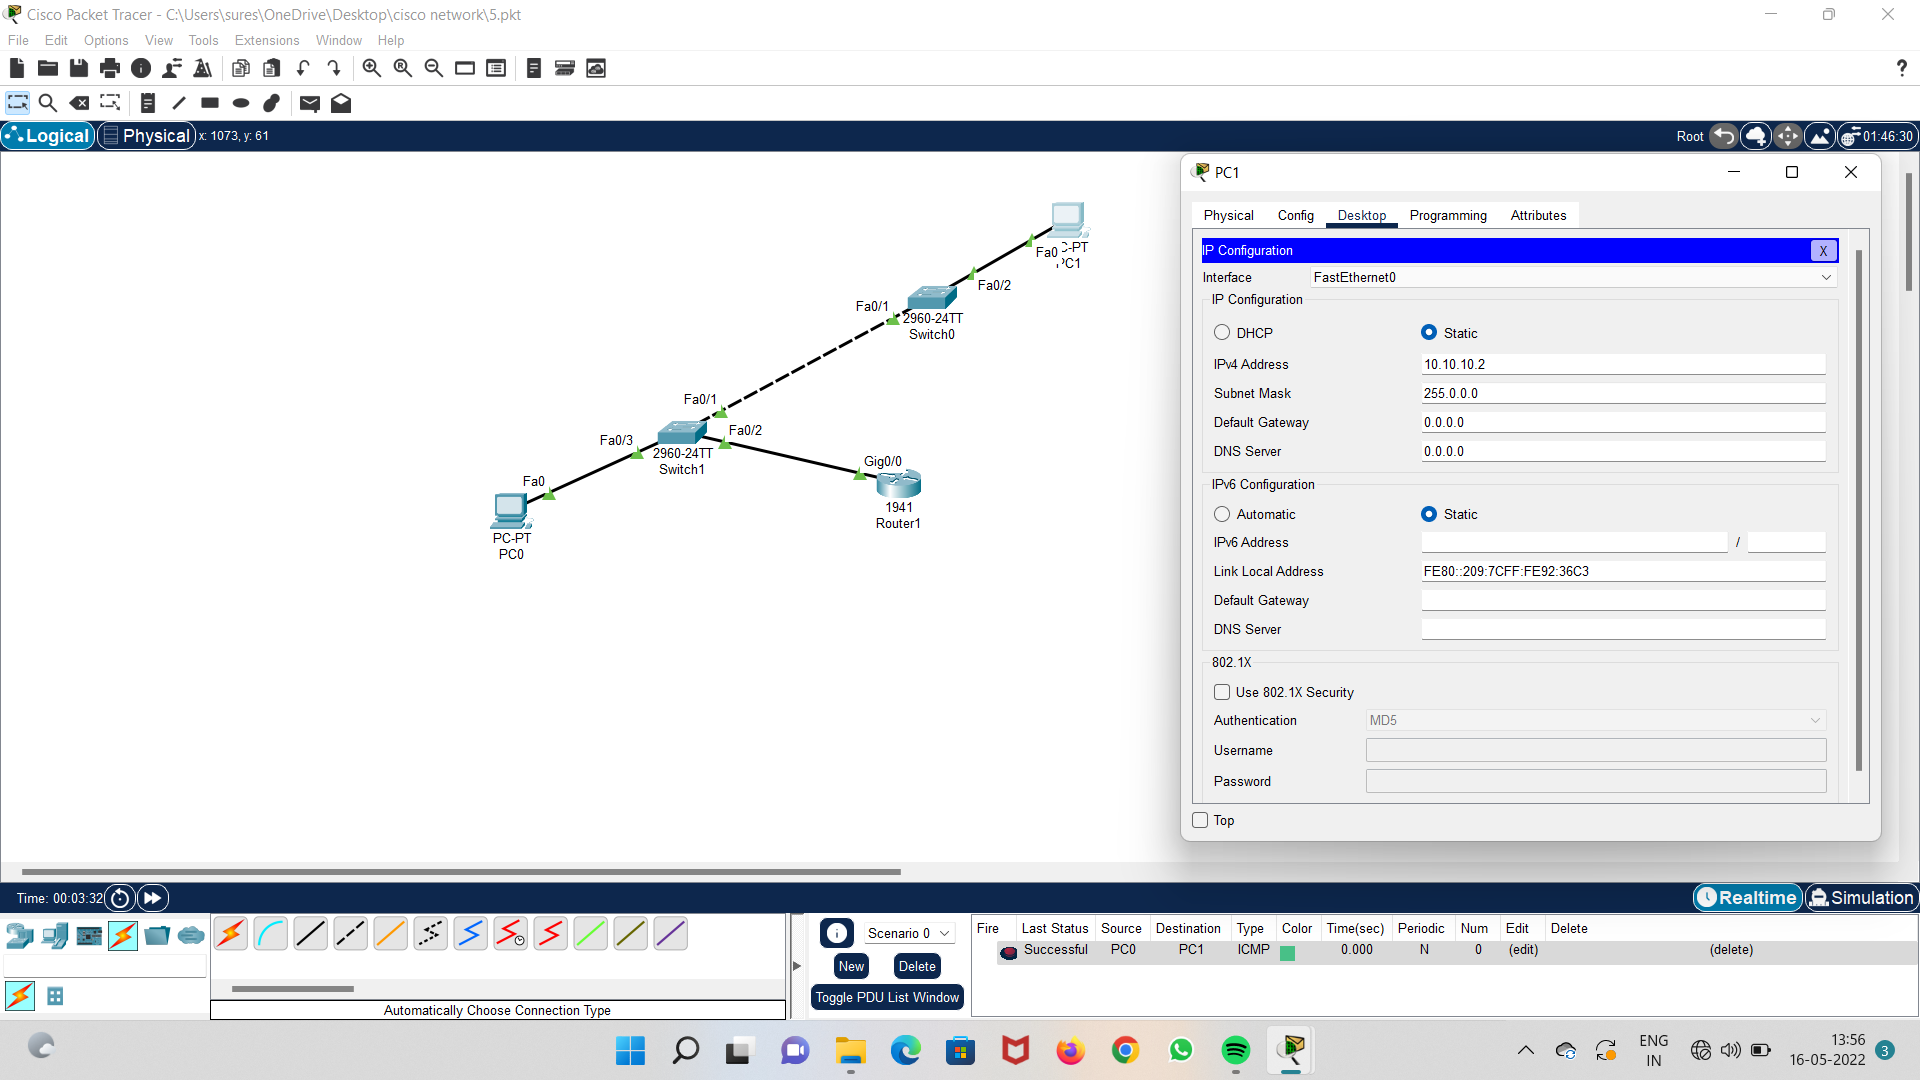 Cisco Packet Tracer - C:\Users\sures\OneDrive\Desktop\cisco network\5.pkt
File Edit Options View Tools Extensions Window Help
?
Logical Physical x: 1073, y: 61 Root 01:46:30
PC1
Physical Config Desktop Programming Attributes
IP Configuration X
Interface FastEthernet0
IP Configuration
DHCP Static
IPv4 Address 10.10.10.2
Subnet Mask 255.0.0.0
Default Gateway 0.0.0.0
DNS Server 0.0.0.0
IPv6 Configuration
Automatic Static
IPv6 Address /
Link Local Address FE80::209:7CFF:FE92:36C3
Default Gateway
DNS Server
802.1X
Use 802.1X Security
Authentication MD5
Username
Password
Top
Fa0 C-PT
PC1
Fa0/2
Fa0/1
2960-24TT
Switch0
Fa0/1
Fa0/2
Fa0/3
2960-24TT
Switch1
Gig0/0
1941
Router1
Fa0
PC-PT
PC0
Time: 00:03:32 Realtime Simulation
Automatically Choose Connection Type
Scenario 0
New Delete
Toggle PDU List Window
Fire Last Status Source Destination Type Color Time(sec) Periodic Num Edit Delete
Successful PC0 PC1 ICMP 0.000 N 0 (edit) (delete)
ENG
IN
13:56
16-05-2022
3